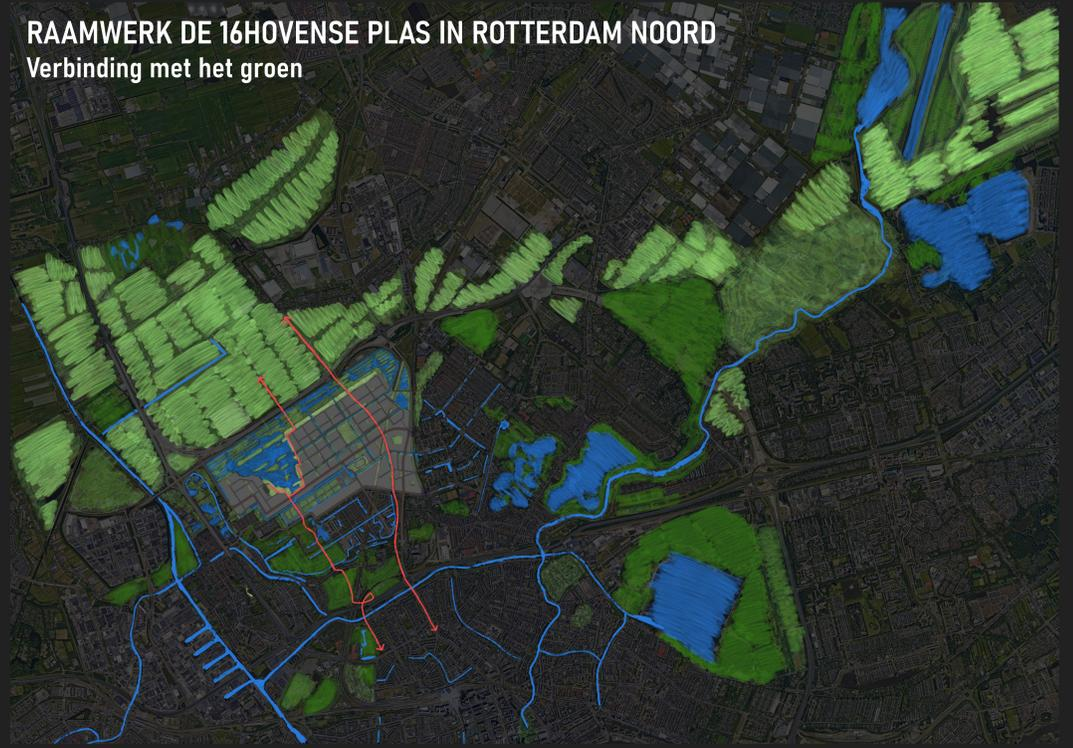 RAAMWERK DE 16HOVENSE PLAS IN ROTTERDAM NOORD
Verbinding met het groen